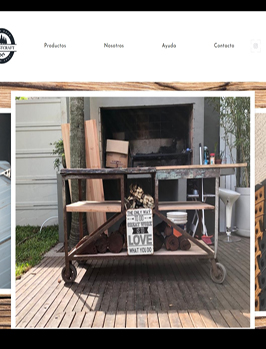 Productos Nosotros Ayuda Contacto
THE ONLY WAY
TO DO
GREAT WORK
IS TO
LOVE
WHAT YOU DO